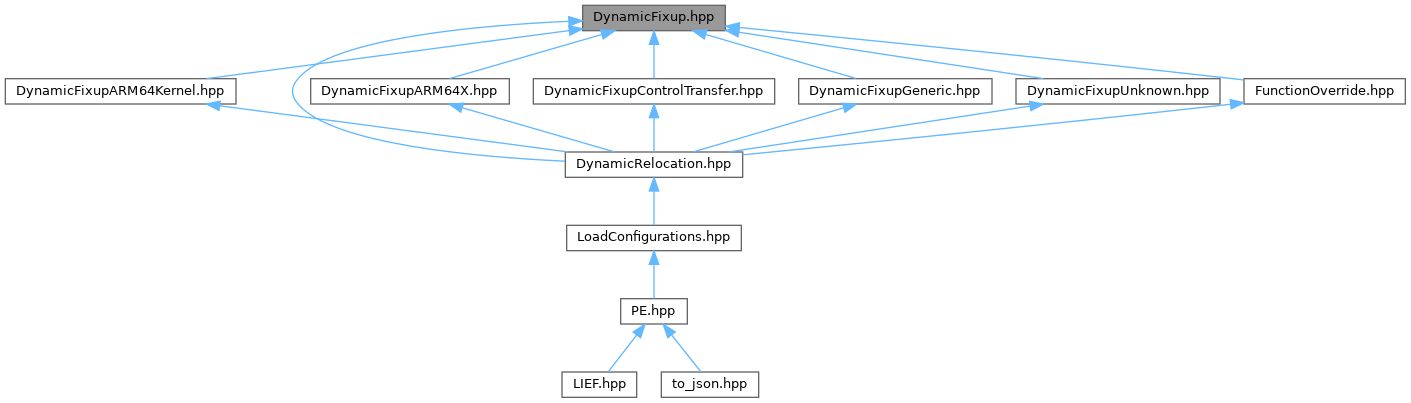 DynamicFixup.hpp
DynamicFixupARM64Kernel.hpp
DynamicFixupARM64X.hpp
DynamicFixupControlTransfer.hpp
DynamicFixupGeneric.hpp
DynamicFixupUnknown.hpp
FunctionOverride.hpp
DynamicRelocation.hpp
LoadConfigurations.hpp
PE.hpp
LIEF.hpp
to_json.hpp